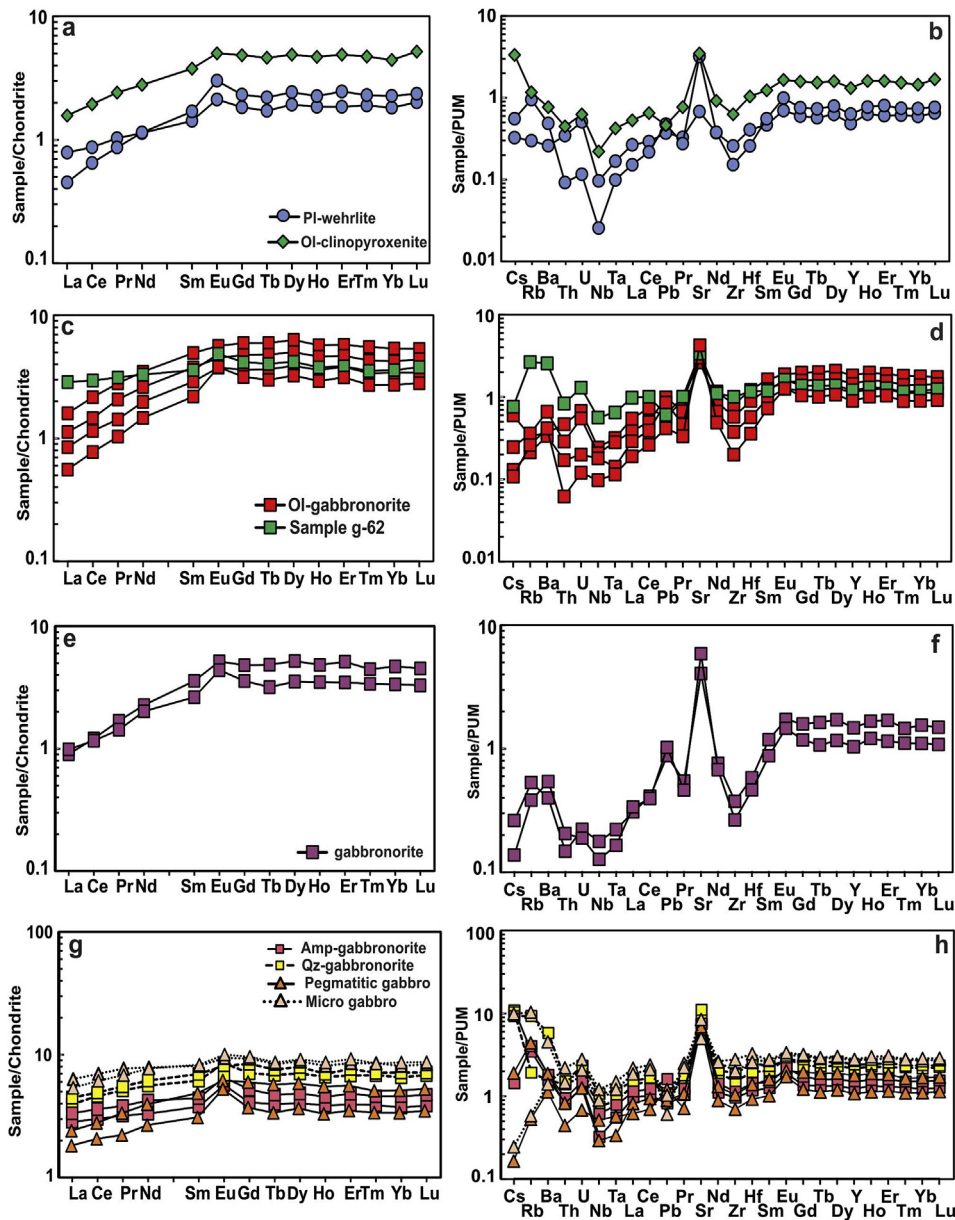 a
Sample/Chondrite
10
1
0.1
Pl-wehrlite
Ol-clinopyroxenite
La Ce Pr Nd Sm Eu Gd Tb Dy Ho Er Tm Yb Lu
b
Sample/PUM
10
1
0.1
0.01
Cs Ba U Ta Ce Pr Nd Hf Eu Tb Y Er Yb
Rb Th Nb La Pb Sr Zr Sm Gd Dy Ho Tm Lu
c
Sample/Chondrite
10
1
0.1
Ol-gabbronorite
Sample g-62
La Ce Pr Nd Sm Eu Gd Tb Dy Ho Er Tm Yb Lu
d
Sample/PUM
10
1
0.1
0.01
Cs Ba U Ta Ce Pr Nd Hf Eu Tb Y Er Yb
Rb Th Nb La Pb Sr Zr Sm Gd Dy Ho Tm Lu
e
Sample/Chondrite
10
1
0.1
gabbronorite
La Ce Pr Nd Sm Eu Gd Tb Dy Ho Er Tm Yb Lu
f
Sample/PUM
10
1
0.1
Cs Ba U Ta Ce Pr Nd Hf Eu Tb Y Er Yb
Rb Th Nb La Pb Sr Zr Sm Gd Dy Ho Tm Lu
g
Sample/Chondrite
100
10
1
Amp-gabbronorite
Qz-gabbronorite
Pegmatitic gabbro
Micro gabbro
La Ce Pr Nd Sm Eu Gd Tb Dy Ho Er Tm Yb Lu
h
Sample/PUM
100
10
1
0.1
Cs Ba U Ta Ce Pr Nd Hf Eu Tb Y Er Yb
Rb Th Nb La Pb Sr Zr Sm Gd Dy Ho Tm Lu